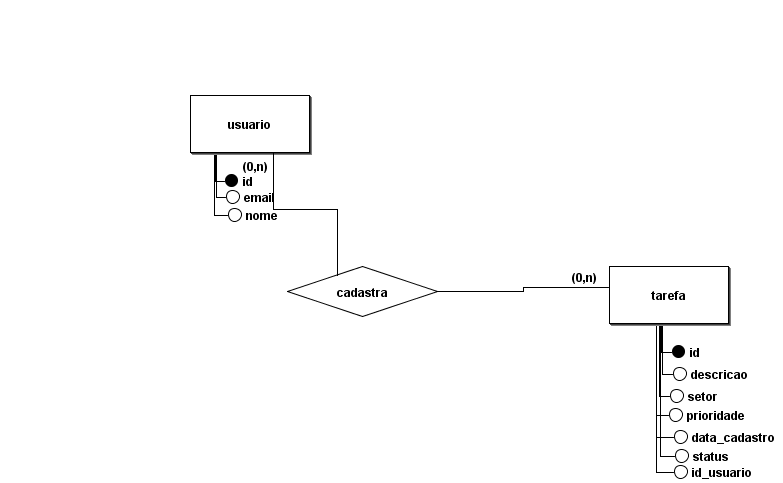 usuario
(0,n)
id
email
nome
cadastra
(0,n)
tarefa
id
descricao
setor
prioridade
data_cadastro
status
id_usuario